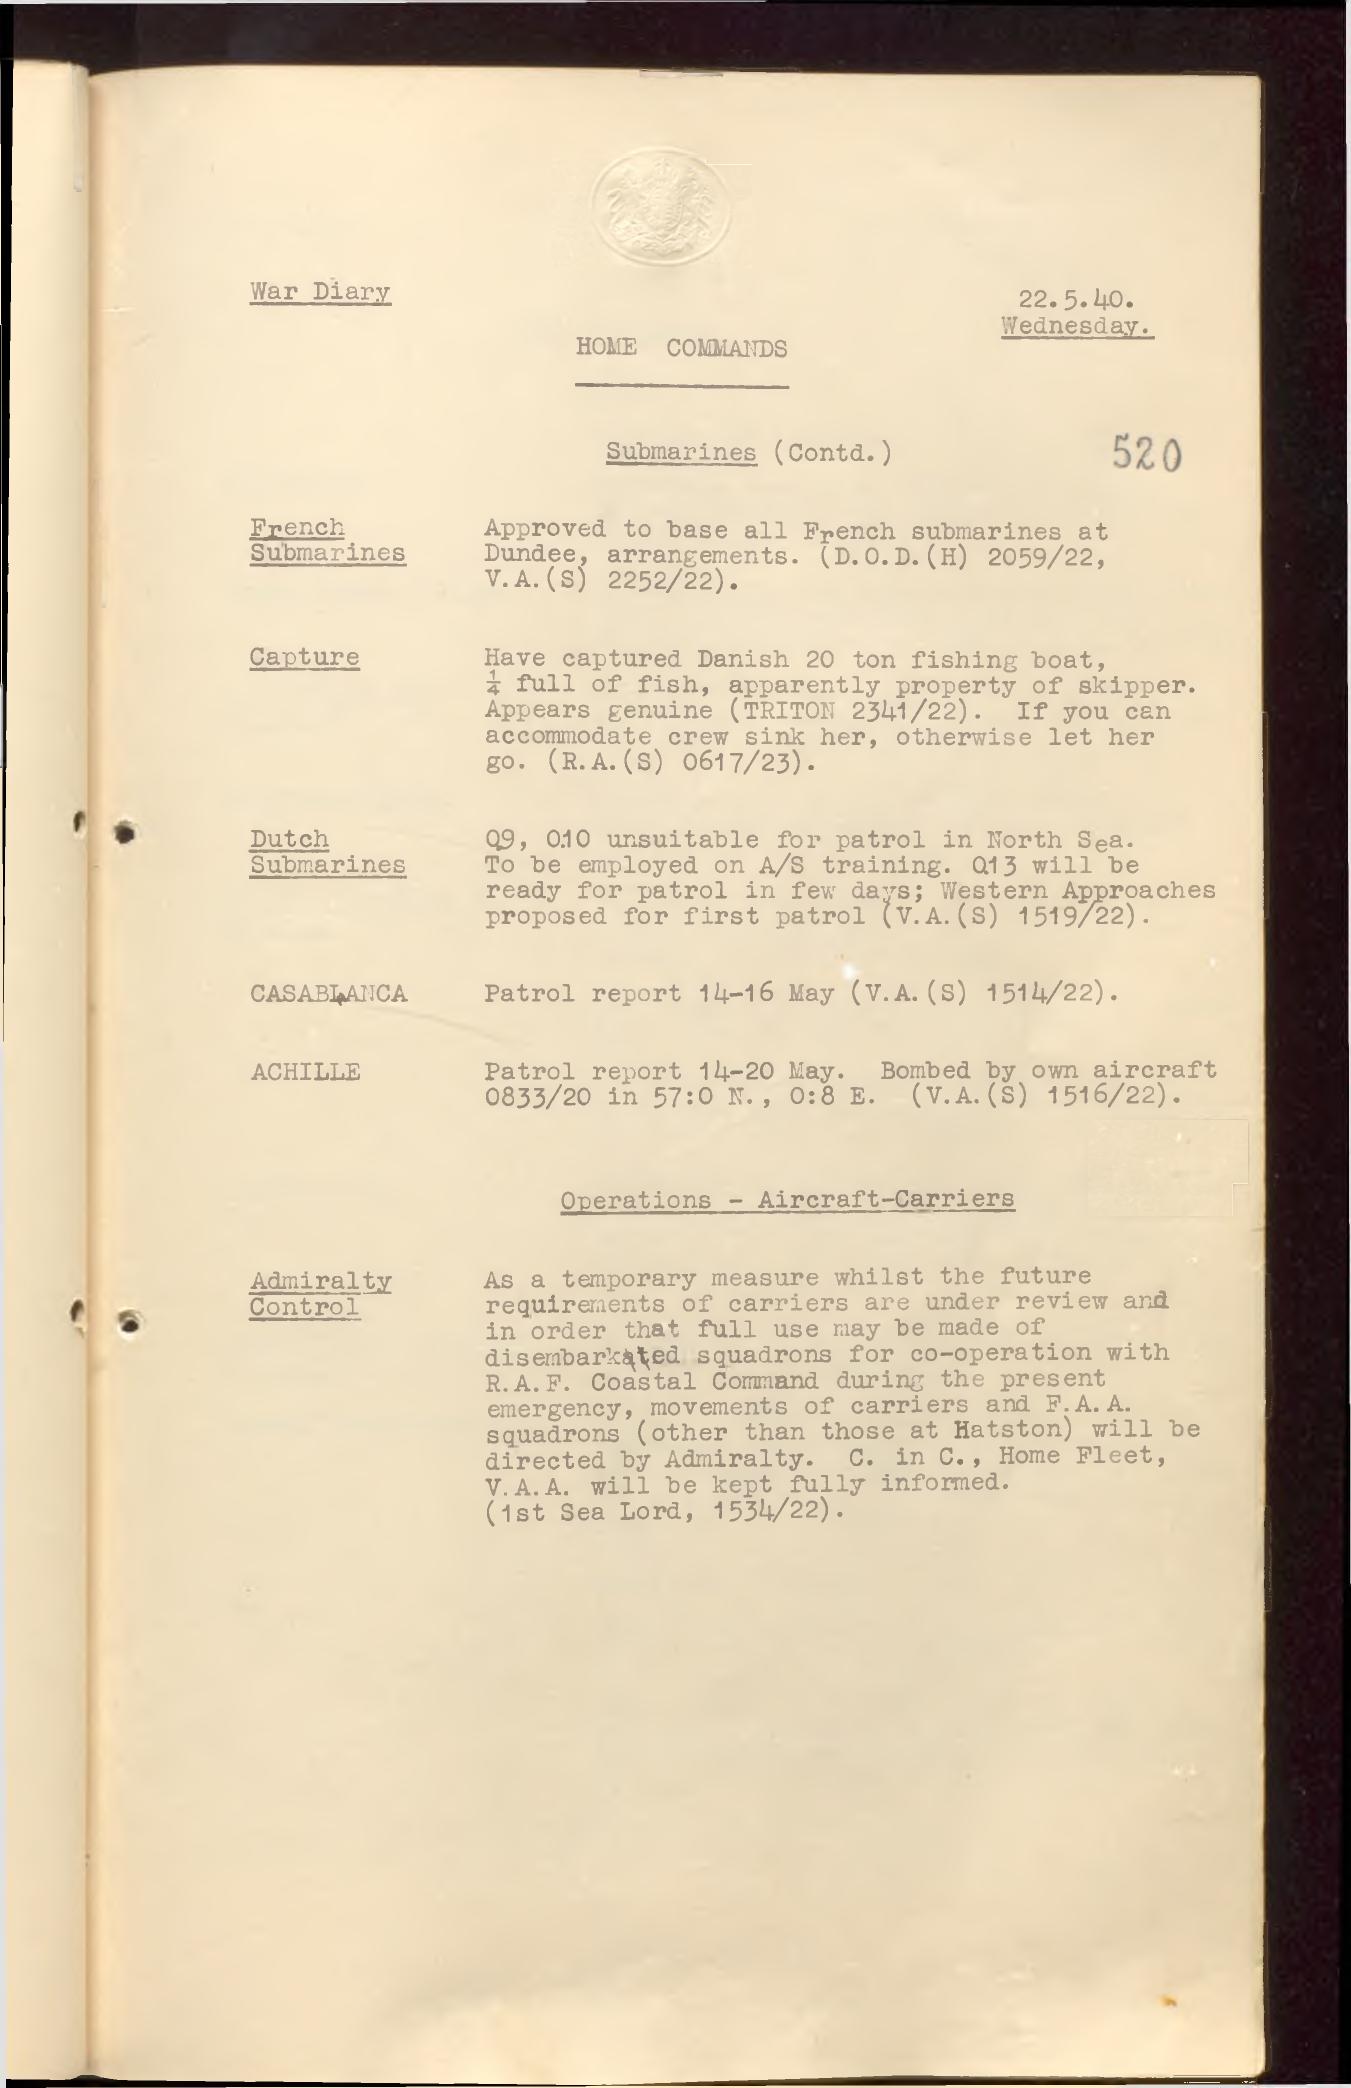 War Diary
22.5.40.
Wednesday.
HOME COMMANDS
Submarines (Contd.)
520
French
Submarines
Approved to base all French submarines at
Dundee, arrangements. (D.O.D.(H) 2059/22,
V.A.(S) 2252/22).
Capture
Have captured Danish 20 ton fishing boat,
¼ full of fish, apparently property of skipper.
Appears genuine (TRITON 2341/22). If you can
accommodate crew sink her, otherwise let her
go. (R.A.(S) 0617/23).
Dutch
Submarines
O9, O10 unsuitable for patrol in North Sea.
To be employed on A/S training. O13 will be
ready for patrol in few days; Western Approaches
proposed for first patrol (V.A.(S) 1519/22).
CASABLANCA
Patrol report 14-16 May (V.A.(S) 1514/22).
ACHILLE
Patrol report 14-20 May. Bombed by own aircraft
0833/20 in 57:0 N., 0:8 E. (V.A.(S) 1516/22).
Operations - Aircraft-Carriers
Admiralty
Control
As a temporary measure whilst the future
requirements of carriers are under review and
in order that full use may be made of
disembarkated squadrons for co-operation with
R.A.F. Coastal Command during the present
emergency, movements of carriers and F.A.A.
squadrons (other than those at Hatston) will be
directed by Admiralty. C. in C., Home Fleet,
V.A.A. will be kept fully informed.
(1st Sea Lord, 1534/22).